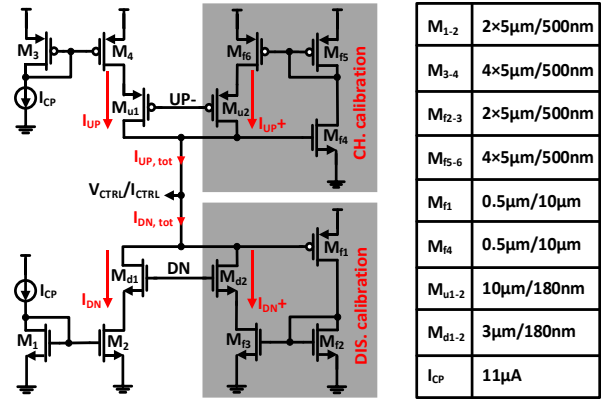 M3
M4
Mf6
Mf5
ICP
Mu1
UP-
Mu2
IUP
IUP+
Mf4
CH. calibration
IUP, tot
VCTRL/ICTRL
IDN, tot
Mf1
ICP
Md1
DN
Md2
IDN
IDN+
DIS. calibration
M1
M2
Mf3
Mf2
M1-2 2×5µm/500nm
M3-4 4×5µm/500nm
Mf2-3 2×5µm/500nm
Mf5-6 4×5µm/500nm
Mf1 0.5µm/10µm
Mf4 0.5µm/10µm
Mu1-2 10µm/180nm
Md1-2 3µm/180nm
ICP 11µA